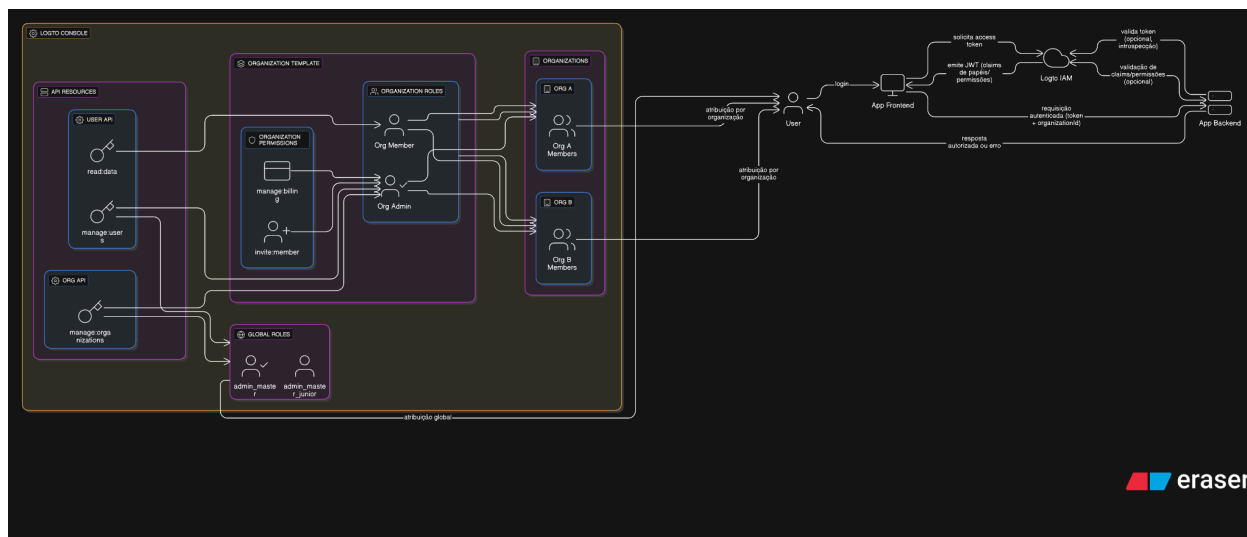 LOGTO CONSOLE
API RESOURCES
USER API
read:data
manage:user
s
ORG API
manage:orga
nizations
ORGANIZATION TEMPLATE
ORGANIZATION
PERMISSIONS
manage:billin
g
invite:member
ORGANIZATION ROLES
Org Member
Org Admin
GLOBAL ROLES
admin_maste
r
admin_maste
r_junior
ORGANIZATIONS
ORG A
Org A
Members
ORG B
Org B
Members
atribuição global
atribuição por
organização
atribuição por
organização
User
login
App Frontend
solicita access
token
emite JWT (claims
de papéis/
permissões)
Logto IAM
valida token
(opcional,
introspecção)
validação de
claims/permissões
(opcional)
requisição
autenticada (token
+ organizationId)
resposta
autorizada ou erro
App Backend
eraser